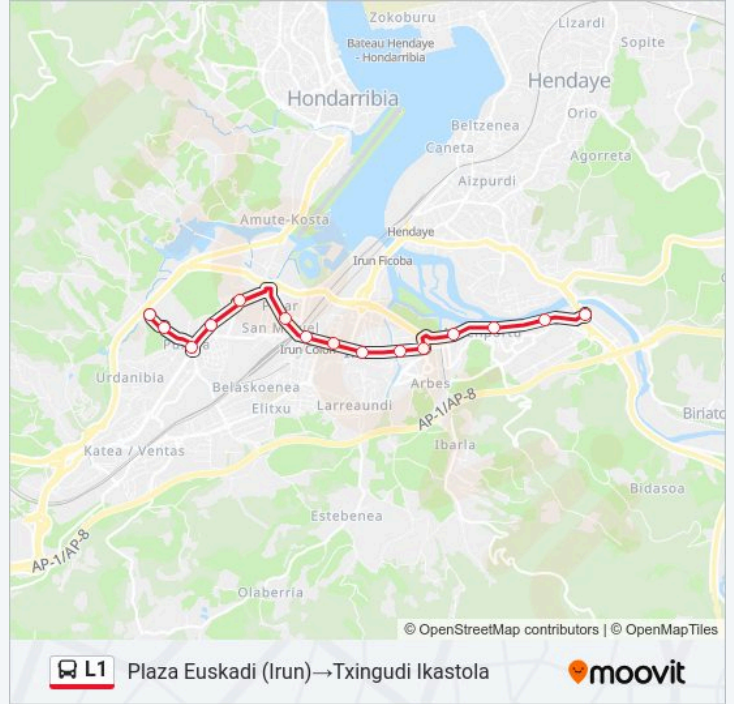 Zokoburu
Lizardi
Bateau Hendaye
- Hondarribia
Sopite
Hendaye
Hondarribia
Orio
Beltzenea
Caneta
Agorreta
Aizpurdi
Amute-Kosta
Hendaye
Irun Ficoba
San M
Irun Colon
Urdanibia
Belaskoenea
Arbes
Elitxu
Larreaundi
AP-1/AP-8
Biriato
Katea / Ventas
Ibarla
Bidasoa
Estebenea
AP-1/AP-8
Olaberria
© OpenStreetMap contributors | © OpenMapTiles
L1 Plaza Euskadi (Irun)→Txingudi Ikastola
moovit